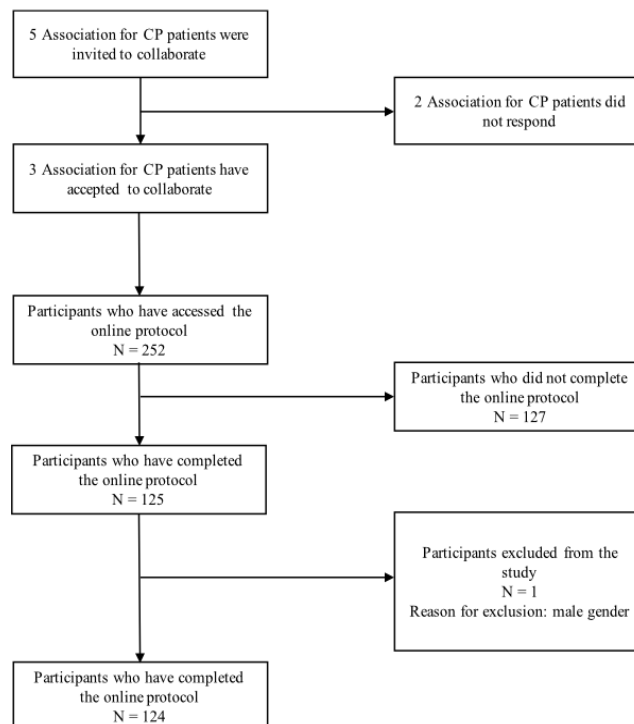 5 Association for CP patients were
invited to collaborate
2 Association for CP patients did
not respond
3 Association for CP patients have
accepted to collaborate
Participants who have accessed the
online protocol
N = 252
Participants who did not complete
the online protocol
N = 127
Participants who have completed
the online protocol
N = 125
Participants excluded from the
study
N = 1
Reason for exclusion: male gender
Participants who have completed
the online protocol
N = 124